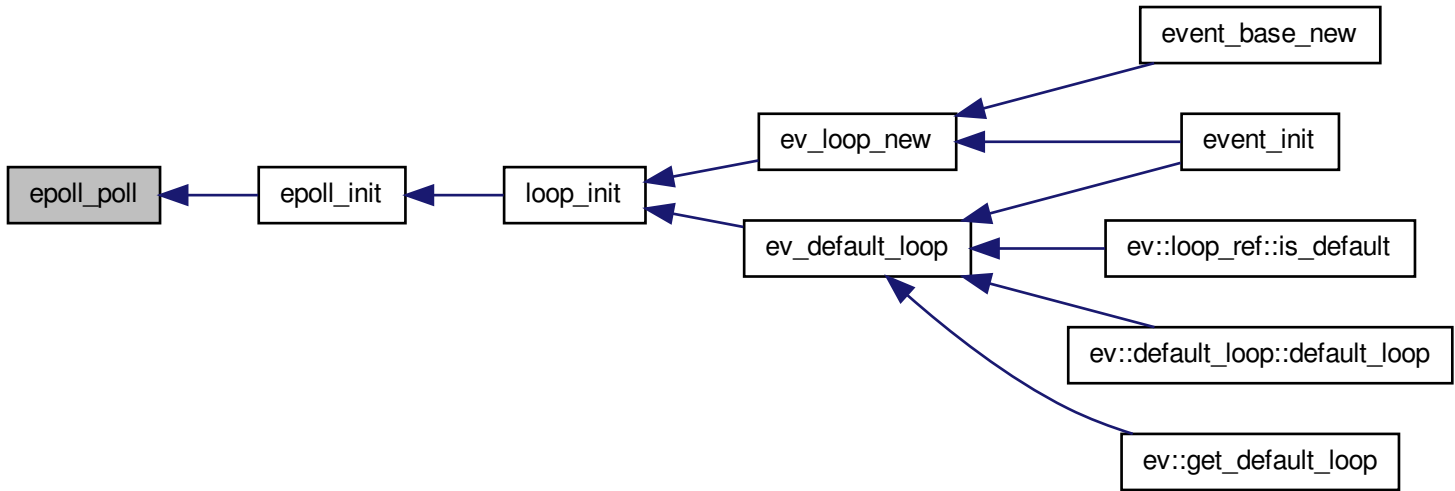 event_base_new
ev_loop_new
event_init
epoll_poll
epoll_init
loop_init
ev_default_loop
ev::loop_ref::is_default
ev::default_loop::default_loop
ev::get_default_loop